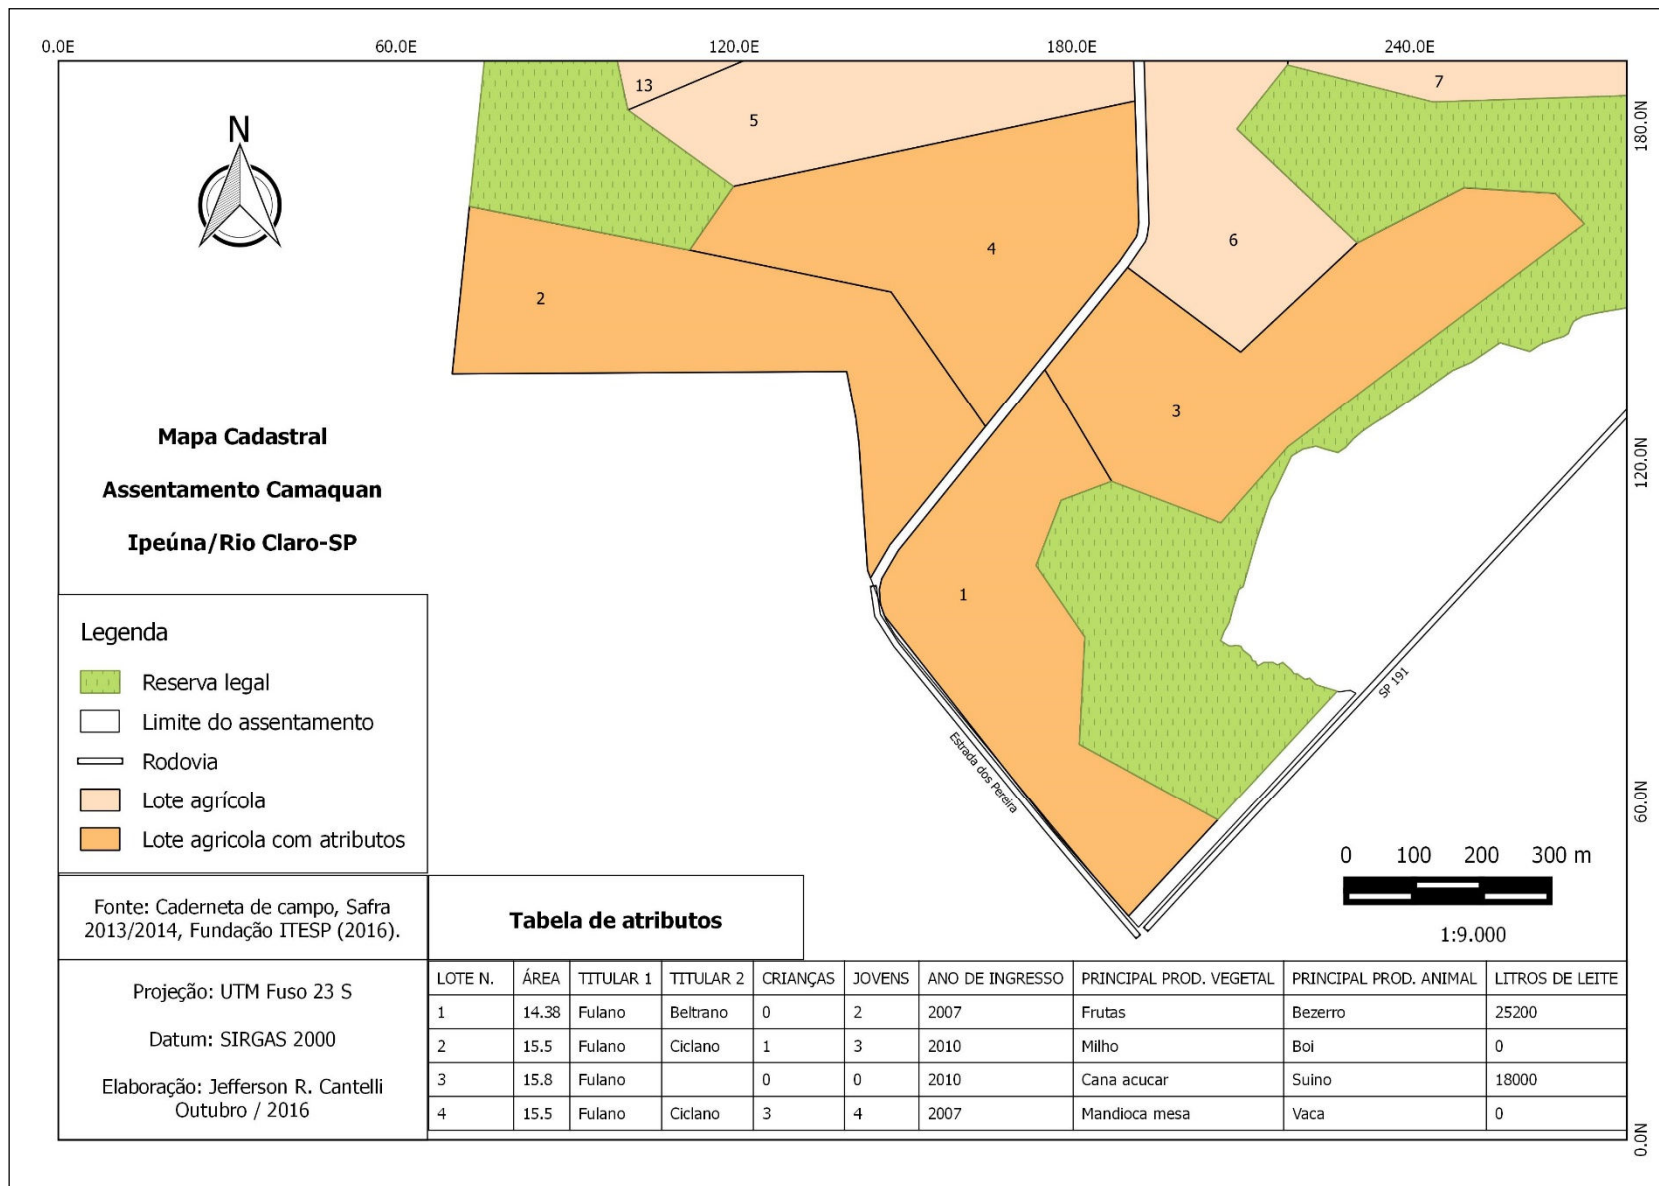 0.0E 60.0E 120.0E 180.0E 240.0E
N
13
5
7
180.0N
4
6
2
3
Mapa Cadastral
Assentamento Camaquan
Ipeúna/Rio Claro-SP
120.0N
1
Legenda
Reserva legal
Limite do assentamento
Rodovia
Lote agrícola
Lote agricola com atributos
SP 191
Estrada dos Pereira
60.0N
0 100 200 300 m
1:9.000
Fonte: Caderneta de campo, Safra
2013/2014, Fundação ITESP (2016).
Tabela de atributos
Projeção: UTM Fuso 23 S
Datum: SIRGAS 2000
Elaboração: Jefferson R. Cantelli
Outubro / 2016
LOTE N. ÁREA TITULAR 1 TITULAR 2 CRIANÇAS JOVENS ANO DE INGRESSO PRINCIPAL PROD. VEGETAL PRINCIPAL PROD. ANIMAL LITROS DE LEITE
1 14.38 Fulano Beltrano 0 2 2007 Frutas Bezerro 25200
2 15.5 Fulano Ciclano 1 3 2010 Milho Boi 0
3 15.8 Fulano 0 0 2010 Cana acucar Suino 18000
4 15.5 Fulano Ciclano 3 4 2007 Mandioca mesa Vaca 0
0.0N